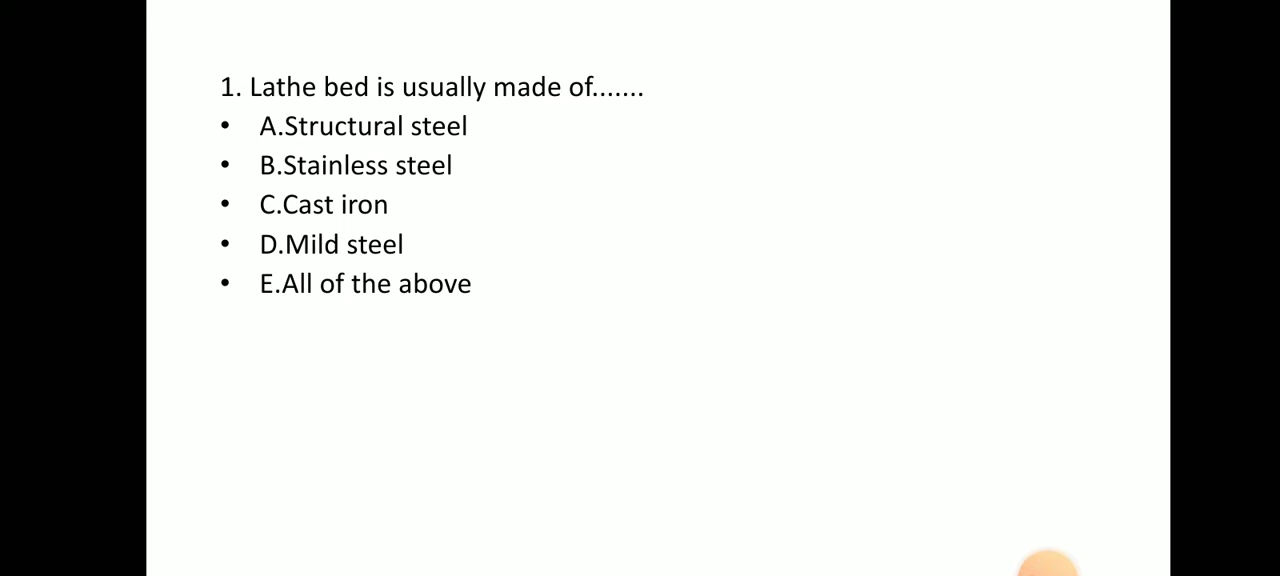 1. Lathe bed is usually made of.......
• A.Structural steel
• B.Stainless steel
• C.Cast iron
• D.Mild steel
• E.All of the above